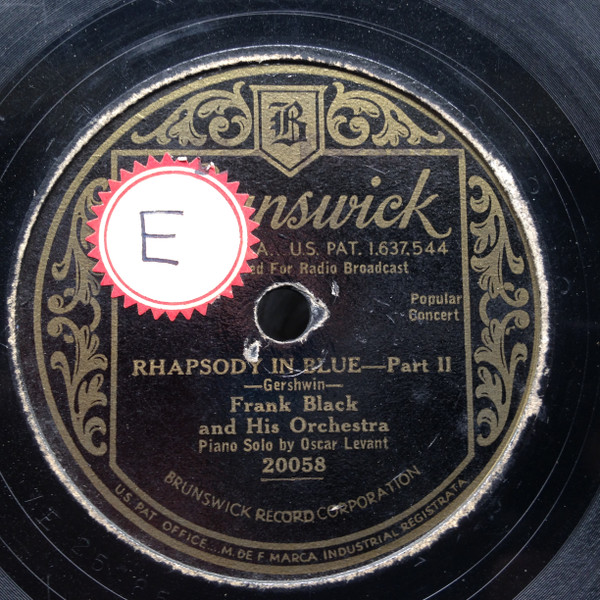 B
nswick
E
A... U.S. PAT. 1.637.544
ed For Radio Broadcast
Popular
Concert
RHAPSODY IN BLUE—Part II
—Gershwin—
Frank Black
and His Orchestra
Piano Solo by Oscar Levant
20058
BRUNSWICK RECORD CORPORATION
U.S. PAT. OFFICE... M. DE F. MARCA INDUSTRIAL REGISTRATA